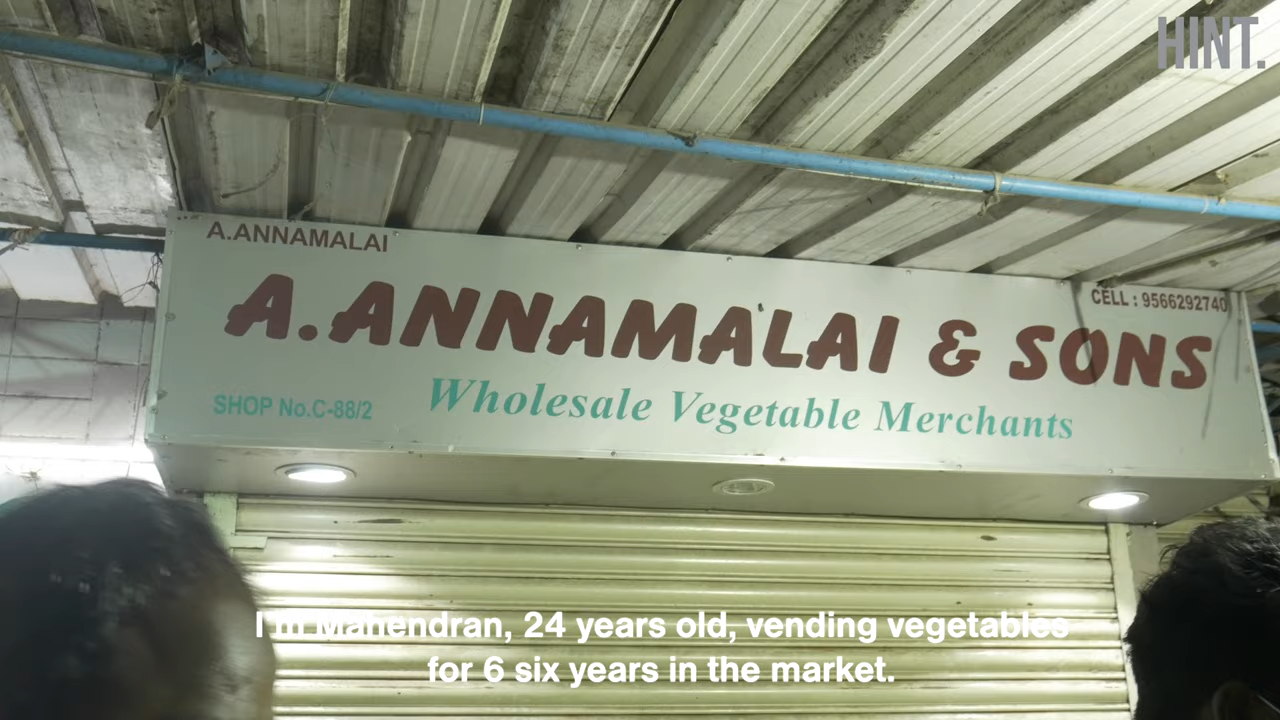 HINT.
A.ANNAMALAI
CELL : 9566292740
A.ANNAMALAI & SONS
SHOP No.C-88/2
Wholesale Vegetable Merchants
I'm Mahendran, 24 years old, vending vegetables
for 6 six years in the market.